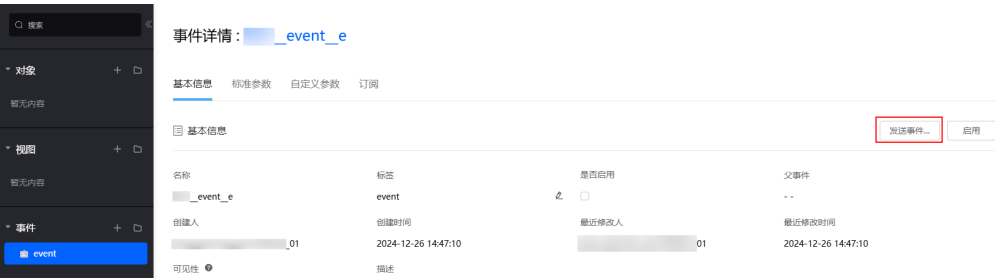 搜索
对象
暂无内容
视图
暂无内容
事件
event
事件详情 : __event__e
基本信息 标准参数 自定义参数 订阅
基本信息
发送事件... 启用
名称 标签 是否启用 父事件
__event__e event - -
创建人 创建时间 最近修改人 最近修改时间
_01 2024-12-26 14:47:10 01 2024-12-26 14:47:10
可见性 描述